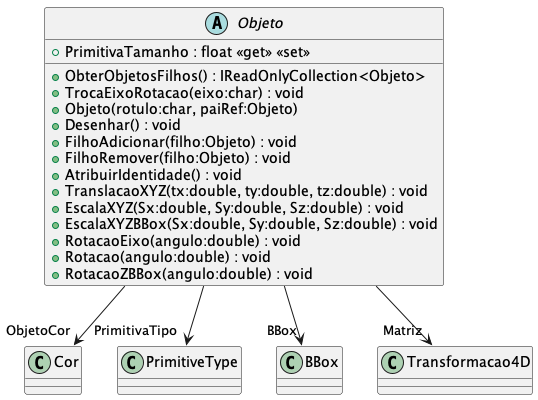 A Objeto
PrimitivaTamanho : float «get» «set»
ObterObjetosFilhos() : IReadOnlyCollection<Objeto>
TrocaEixoRotacao(eixo:char) : void
Objeto(rotulo:char, paiRef:Objeto)
Desenhar() : void
FilhoAdicionar(filho:Objeto) : void
FilhoRemover(filho:Objeto) : void
AtribuirIdentidade() : void
TranslacaoXYZ(tx:double, ty:double, tz:double) : void
EscalaXYZ(Sx:double, Sy:double, Sz:double) : void
EscalaXYZBBox(Sx:double, Sy:double, Sz:double) : void
RotacaoEixo(angulo:double) : void
Rotacao(angulo:double) : void
RotacaoZBBox(angulo:double) : void
ObjetoCor PrimitivaTipo BBox Matriz
C Cor C PrimitiveType C BBox C Transformacao4D